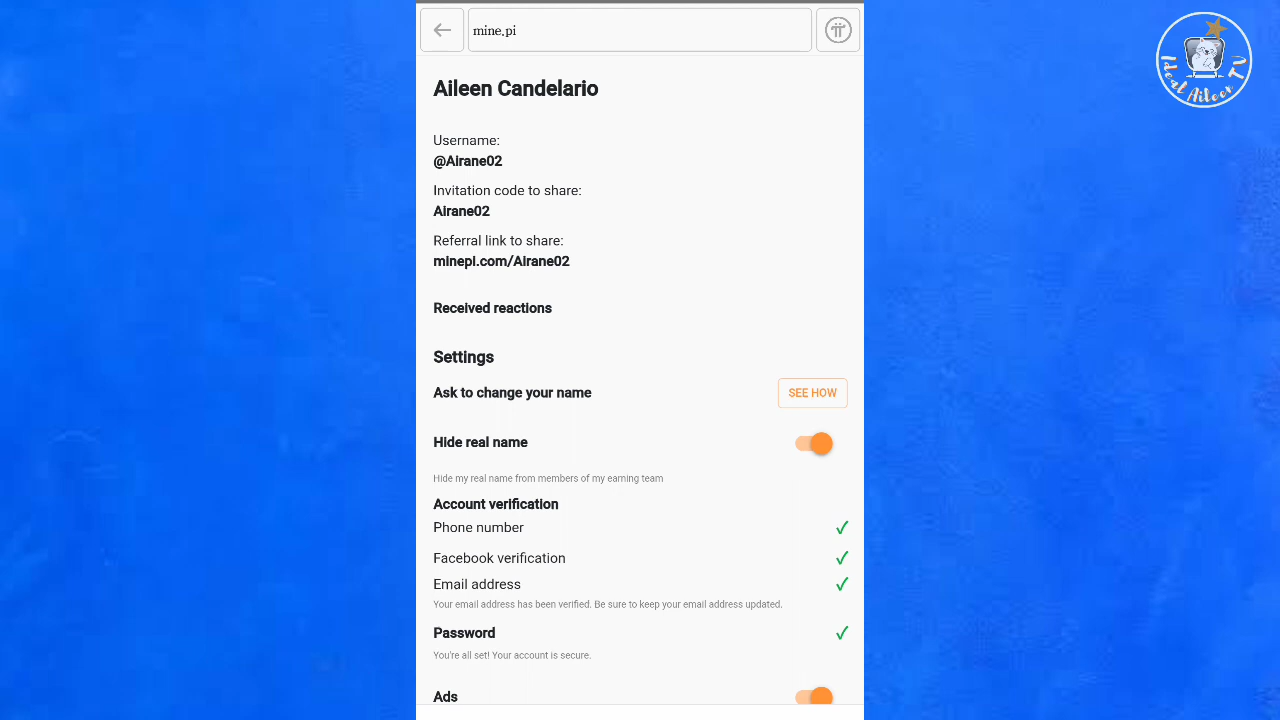 mine.pi
Ideal Aileen TV
Aileen Candelario
Username:
@Airane02
Invitation code to share:
Airane02
Referral link to share:
minepi.com/Airane02
Received reactions
Settings
Ask to change your name
SEE HOW
Hide real name
Hide my real name from members of my earning team
Account verification
Phone number
Facebook verification
Email address
Your email address has been verified. Be sure to keep your email address updated.
Password
You're all set! Your account is secure.
Ads